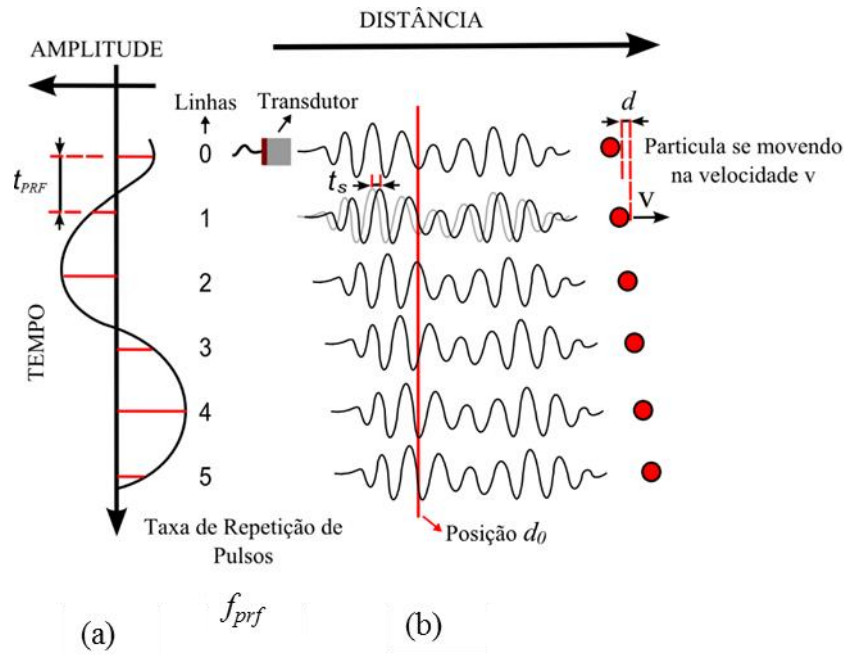 DISTÂNCIA
AMPLITUDE
Linhas
Transdutor
d
0
Particula se movendo
na velocidade v
t_PRF
t_s
1
V
2
TEMPO
3
4
5
Taxa de Repetição de
Pulsos
Posição d_0
f_prf
(a)
(b)